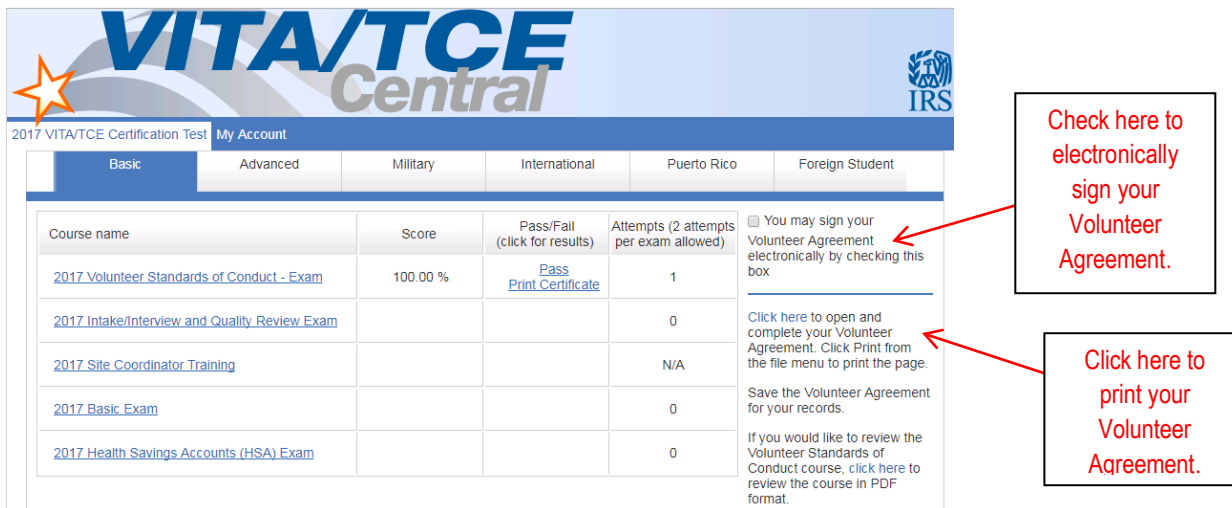 VITA/TCE
Central
IRS
2017 VITA/TCE Certification Test My Account
Basic Advanced Military International Puerto Rico Foreign Student
Course name Score Pass/Fail (click for results) Attempts (2 attempts per exam allowed)
2017 Volunteer Standards of Conduct - Exam 100.00 % Pass Print Certificate 1
2017 Intake/Interview and Quality Review Exam 0
2017 Site Coordinator Training N/A
2017 Basic Exam 0
2017 Health Savings Accounts (HSA) Exam 0
You may sign your
Volunteer Agreement
electronically by checking this
box
Click here to open and
complete your Volunteer
Agreement. Click Print from
the file menu to print the page.
Save the Volunteer Agreement
for your records.
If you would like to review the
Volunteer Standards of
Conduct course, click here to
review the course in PDF
format.
Check here to
electronically
sign your
Volunteer
Agreement.
Click here to
print your
Volunteer
Agreement.